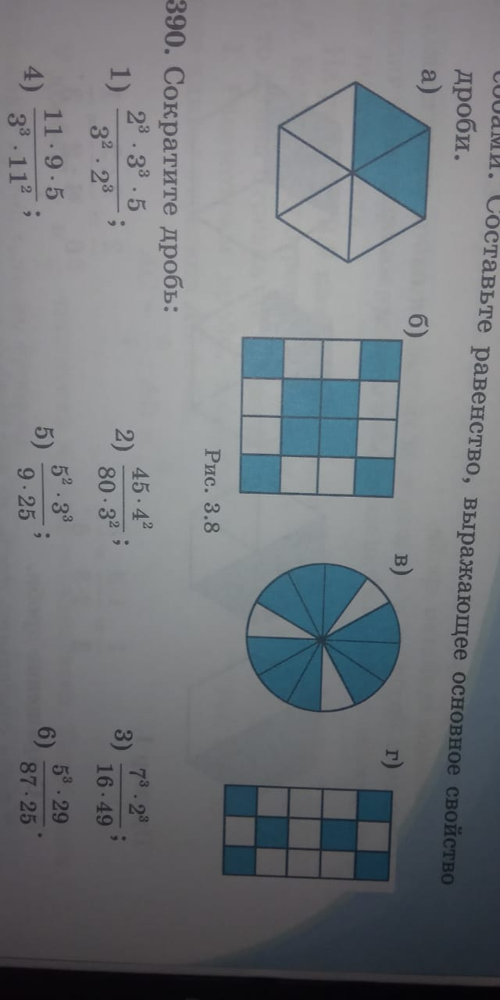 собами. Составьте равенство, выражающее основное свойство
дроби.
а) б) в) г)
Рис. 3.8
390. Сократите дробь:
1) \frac{2^3 \cdot 3^3 \cdot 5}{3^2 \cdot 2^3}; 2) \frac{45 \cdot 4^2}{80 \cdot 3^2}; 3) \frac{7^3 \cdot 2^3}{16 \cdot 49};
4) \frac{11 \cdot 9 \cdot 5}{3^3 \cdot 11^2}; 5) \frac{5^2 \cdot 3^3}{9 \cdot 25}; 6) \frac{5^3 \cdot 29}{87 \cdot 25}.